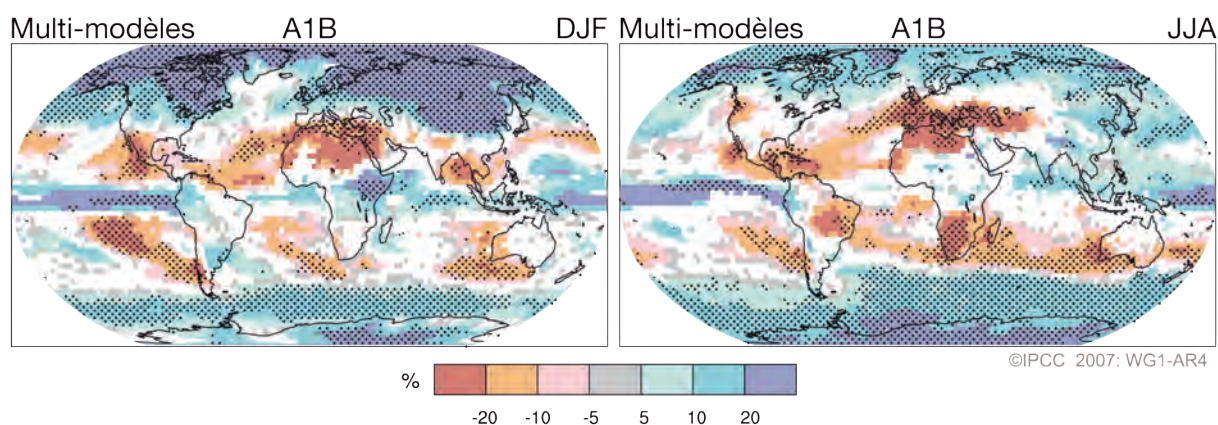 Multi-modèles A1B DJF
Multi-modèles A1B JJA
©IPCC 2007: WG1-AR4
%
-20 -10 -5 5 10 20